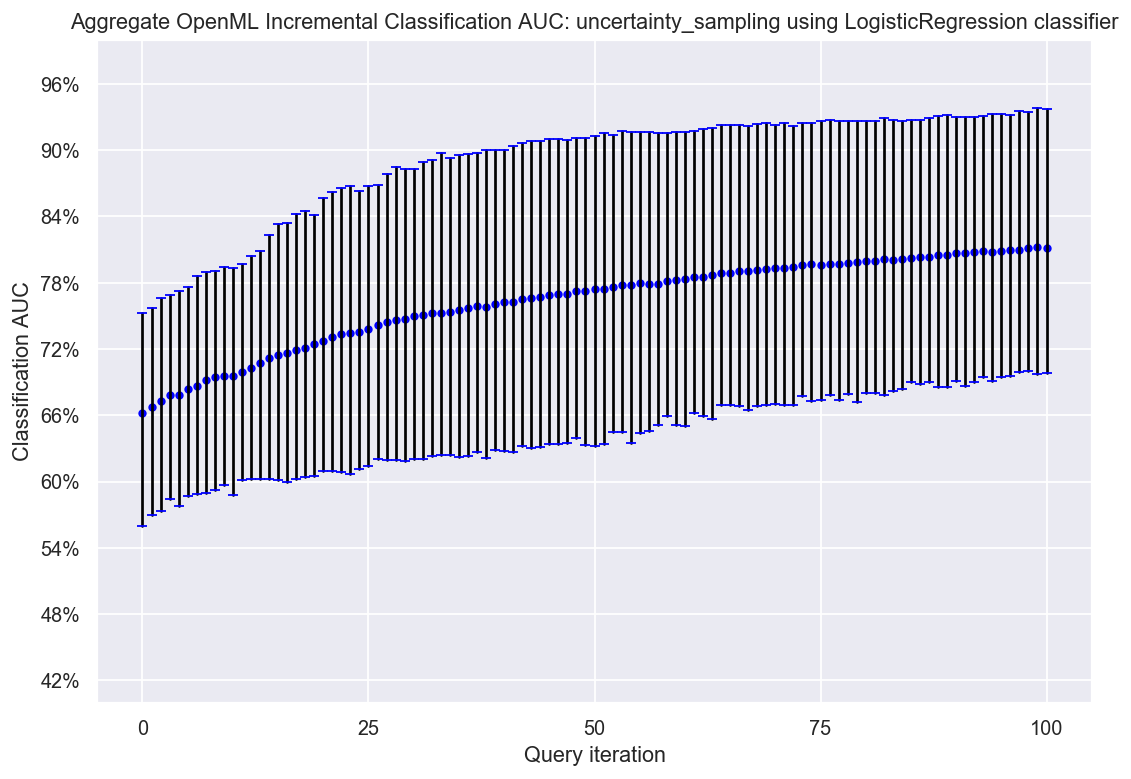 Aggregate OpenML Incremental Classification AUC: uncertainty_sampling using LogisticRegression classifier
96%
90%
84%
78%
72%
66%
60%
54%
48%
42%
Classification AUC
0 25 50 75 100
Query iteration